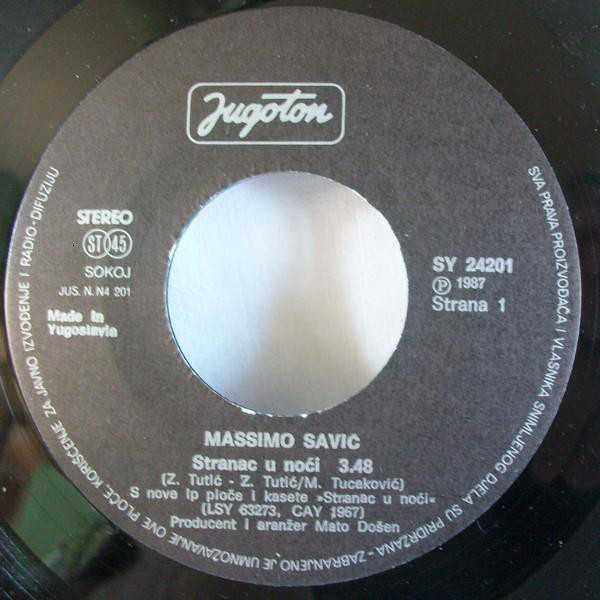 Jugoton
STEREO
ST 45
SOKOJ
JUS. N. N4 201
Made in
Yugoslavia
SY 24201
Ⓟ 1987
Strana 1
MASSIMO SAVIĆ
Stranac u noći 3.48
(Z. Tutić - Z. Tutić/M. Tucaković)
S nove lp ploče i kasete »Stranac u noći«
(LSY 63273, CAY 1967)
Producent i aranžer Mato Došen
SVA PRAVA PROIZVOĐAČA I VLASNIKA SNIMLJENOG DJELA SU PRIDRŽANA - ZABRANJENO JE UMNOŽAVANJE OVE PLOČE, KORIŠĆENJE ZA JAVNO IZVOĐENJE I RADIO-DIFUZIJU